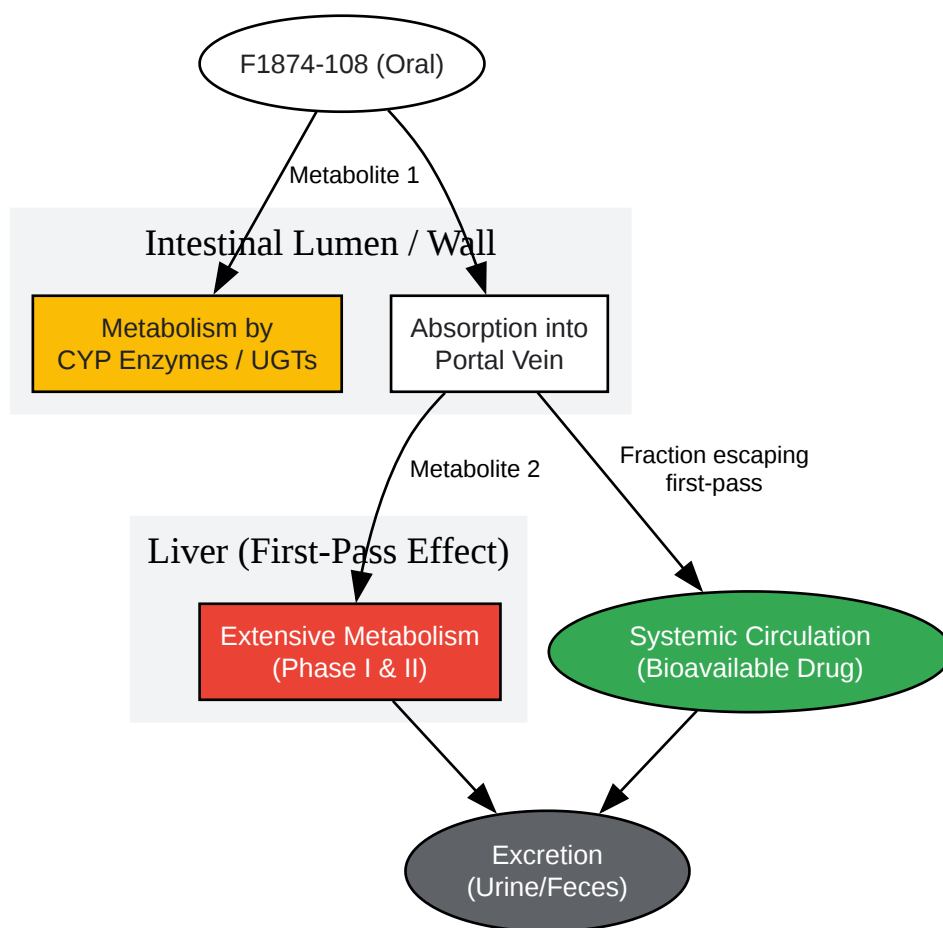 F1874-108 (Oral)
Metabolite 1
Intestinal Lumen / Wall
Metabolism by
CYP Enzymes / UGTs
Absorption into
Portal Vein
Metabolite 2
Fraction escaping
first-pass
Liver (First-Pass Effect)
Extensive Metabolism
(Phase I & II)
Systemic Circulation
(Bioavailable Drug)
Excretion
(Urine/Feces)